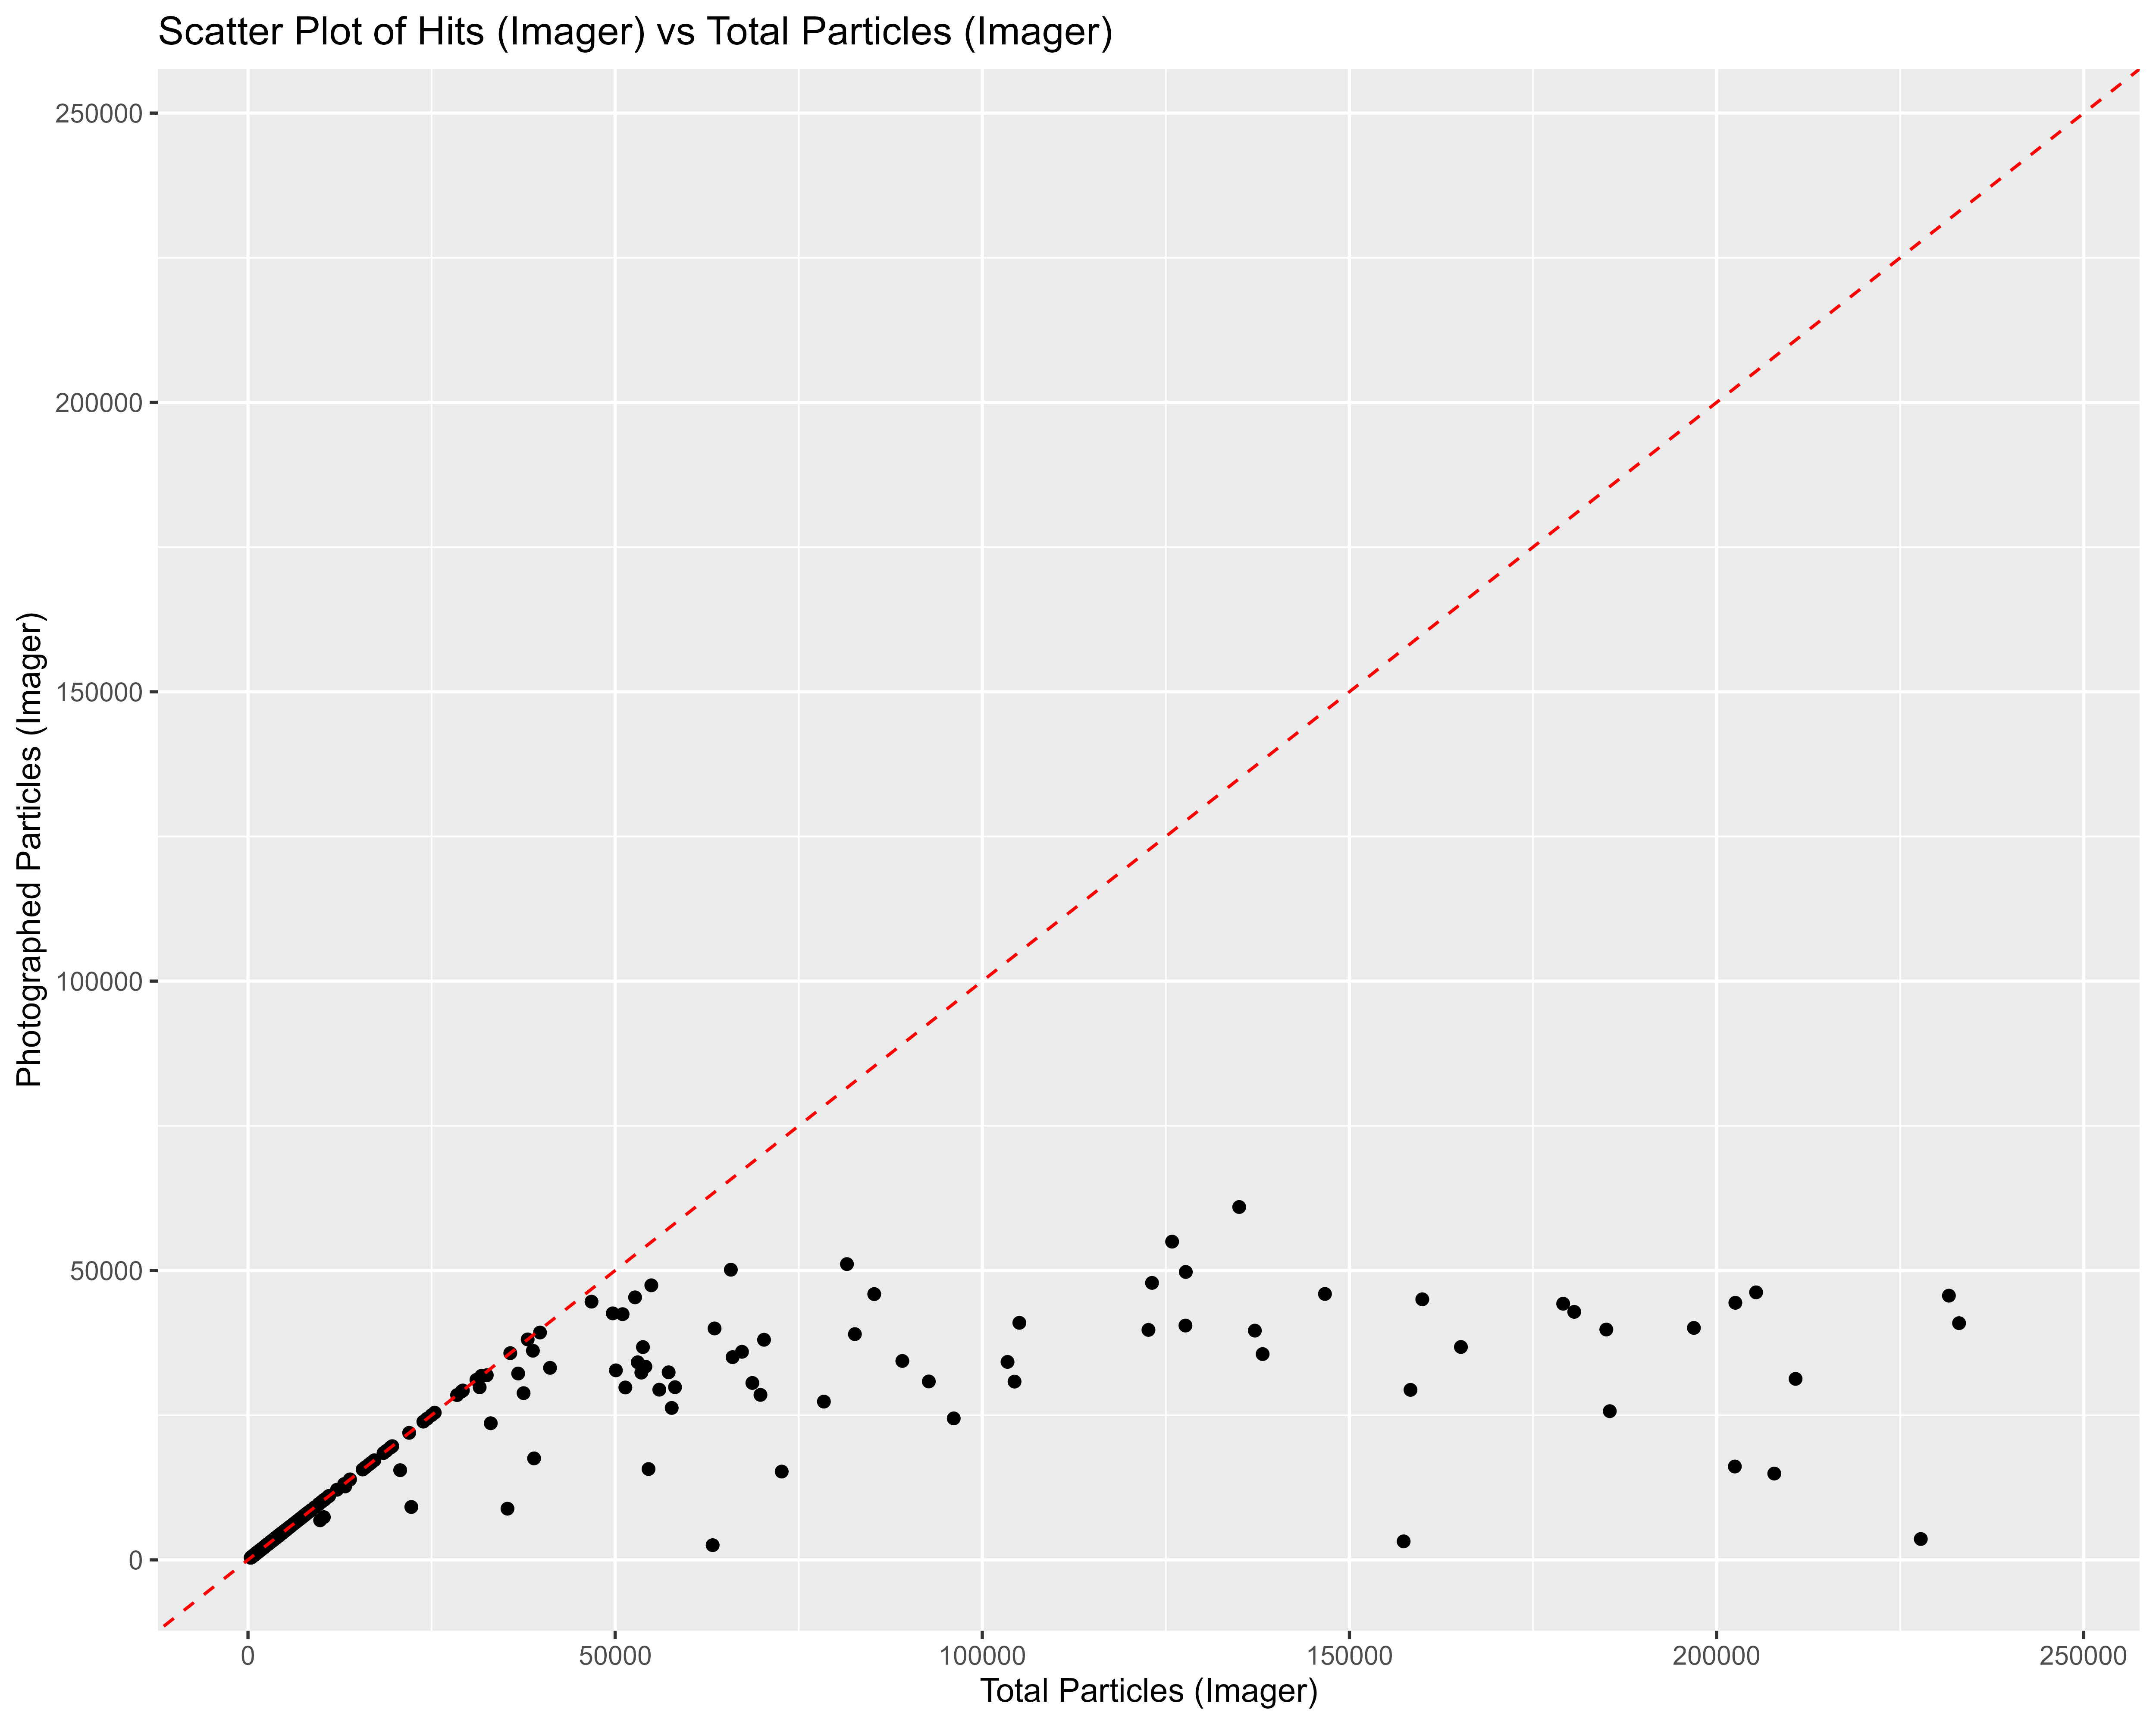 Scatter Plot of Hits (Imager) vs Total Particles (Imager)
Photographed Particles (Imager)
250000
200000
150000
100000
50000
0
0 50000 100000 150000 200000 250000
Total Particles (Imager)